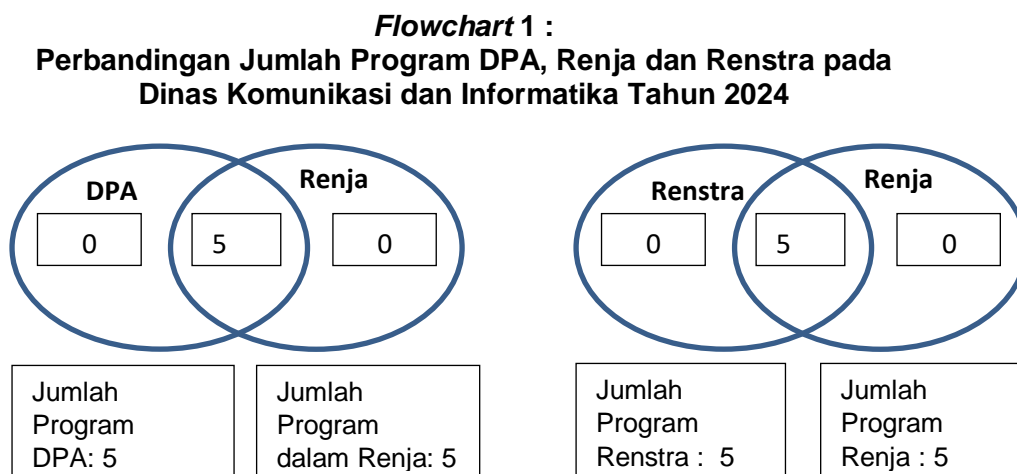 Flowchart 1 :
Perbandingan Jumlah Program DPA, Renja dan Renstra pada
Dinas Komunikasi dan Informatika Tahun 2024
DPA
Renja
0
5
0
Jumlah
Program
DPA: 5
Jumlah
Program
dalam Renja: 5
Renstra
Renja
0
5
0
Jumlah
Program
Renstra : 5
Jumlah
Program
Renja : 5